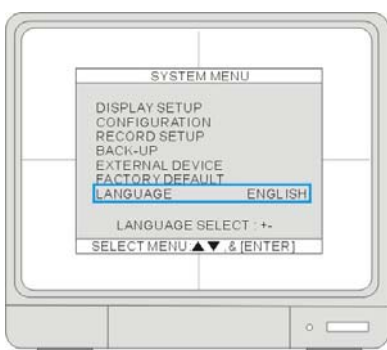 SYSTEM MENU
DISPLAY SETUP
CONFIGURATION
RECORD SETUP
BACK-UP
EXTERNAL DEVICE
FACTORY DEFAULT
LANGUAGE ENGLISH
LANGUAGE SELECT : +-
SELECT MENU:▲▼,& [ENTER]